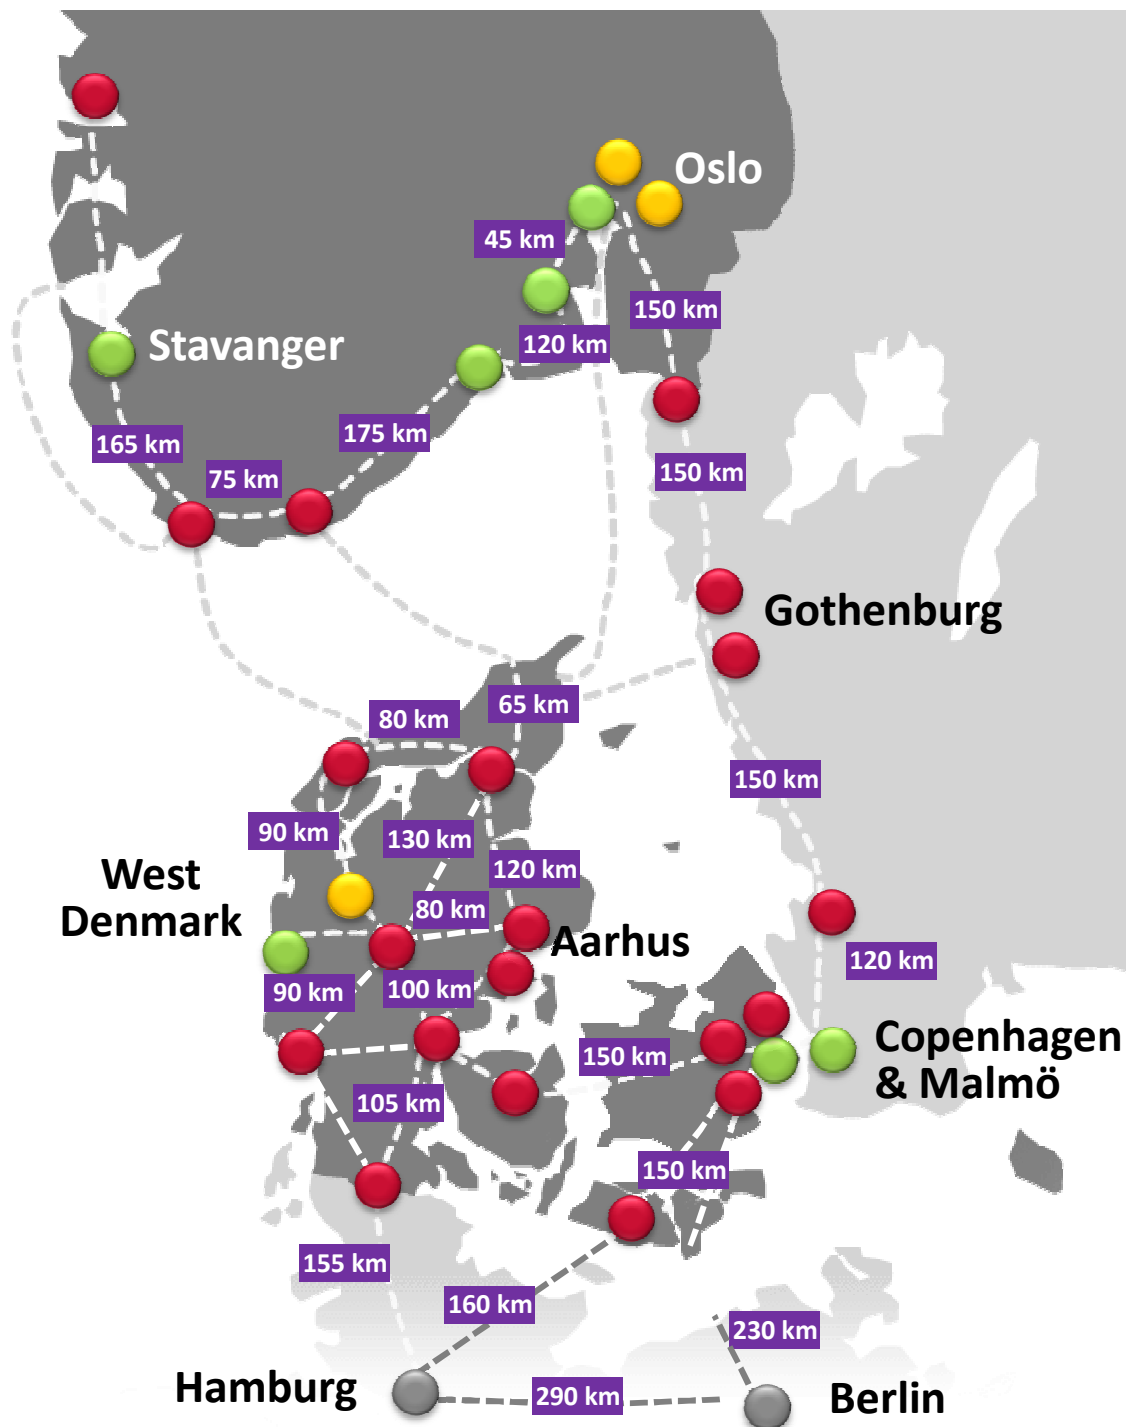 Oslo
45 km
150 km
120 km
Stavanger
175 km
165 km
75 km
150 km
Gothenburg
65 km
80 km
150 km
90 km
130 km
120 km
West
Denmark
80 km
Aarhus
120 km
90 km
100 km
Copenhagen
& Malmö
150 km
105 km
150 km
155 km
160 km
230 km
Hamburg
290 km
Berlin